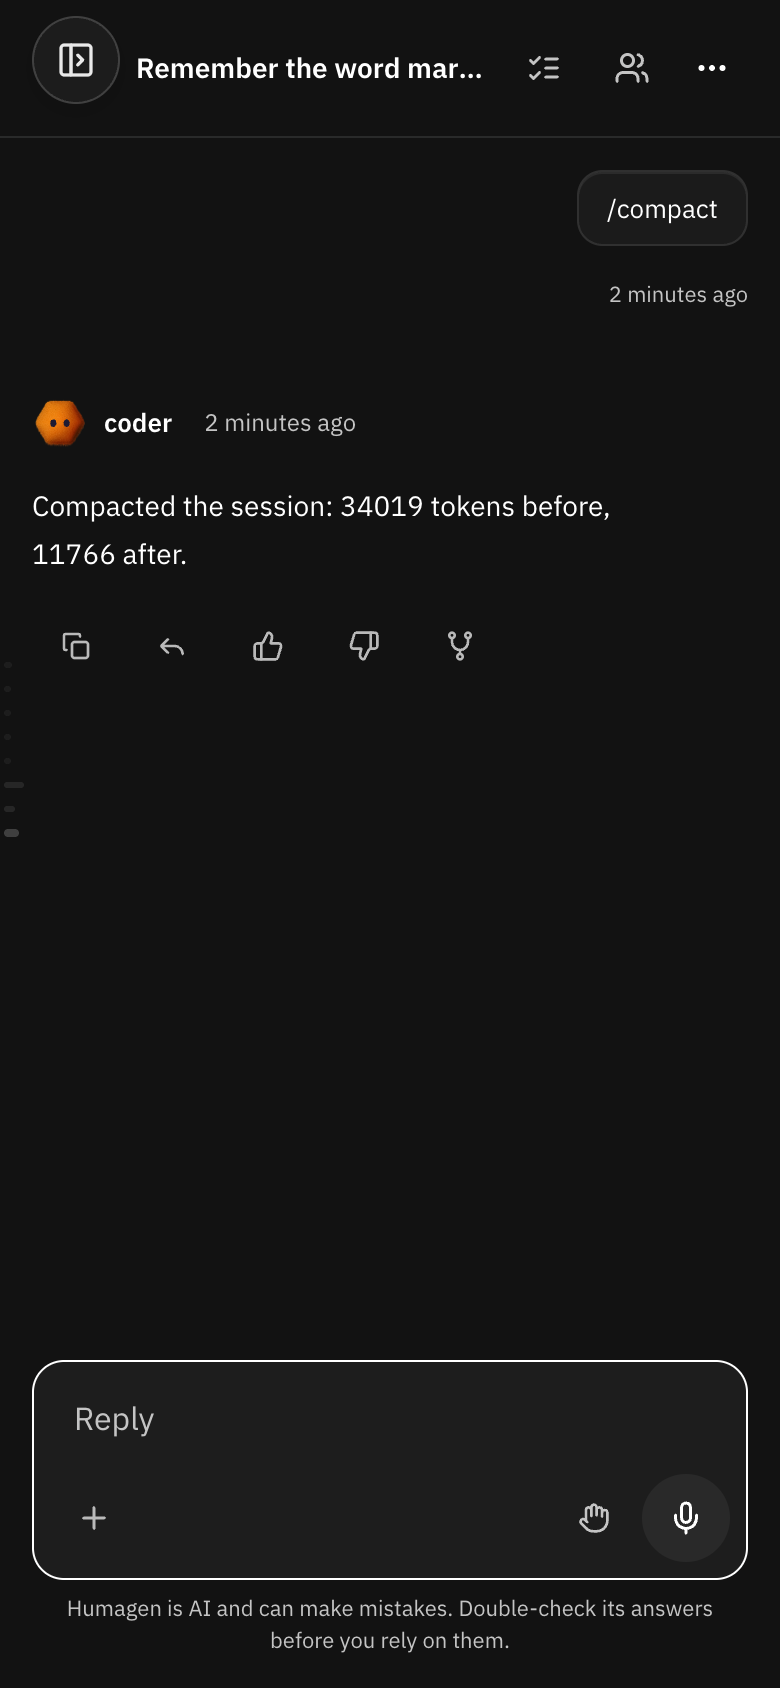 Remember the word mar...
/compact
2 minutes ago
coder 2 minutes ago
Compacted the session: 34019 tokens before,
11766 after.
Reply
Humagen is AI and can make mistakes. Double-check its answers
before you rely on them.